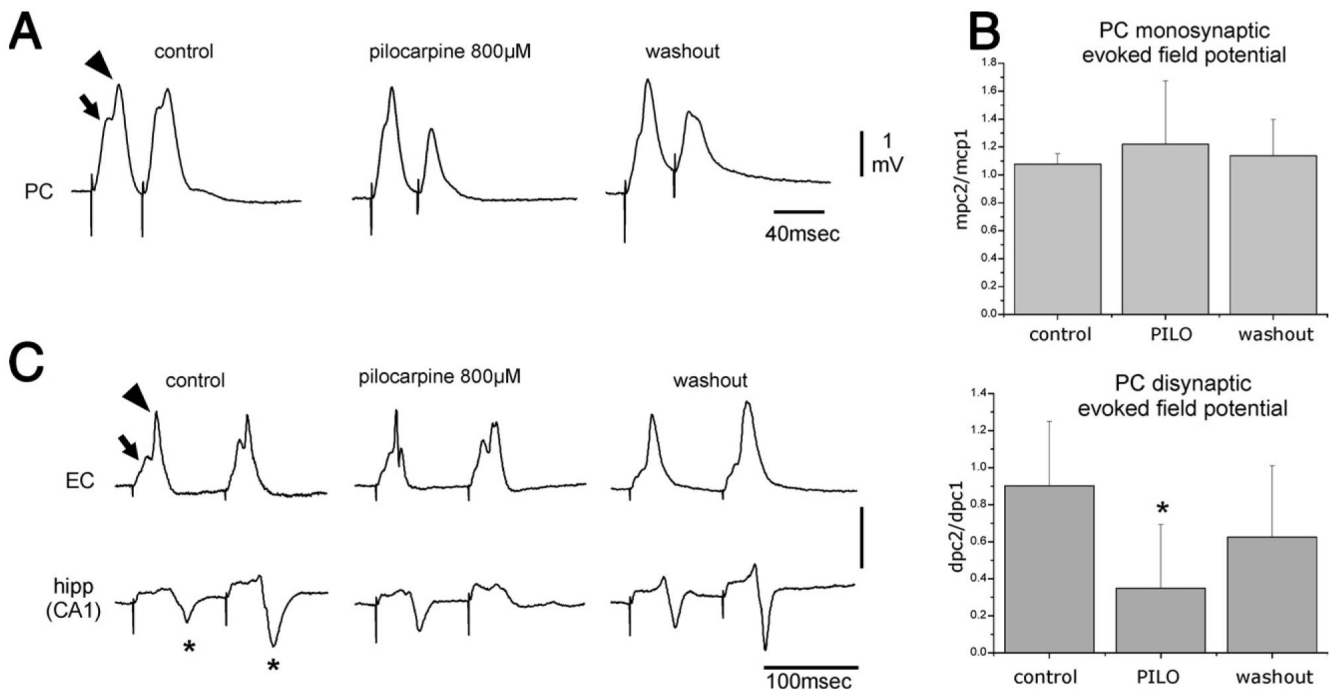 A
control
pilocarpine 800µM
washout
PC
1
mV
40msec
B
PC monosynaptic
evoked field potential
mpc2/mcp1
1.8
1.6
1.4
1.2
1.0
0.8
0.6
0.4
0.2
0.0
control PILO washout
C
control
pilocarpine 800µM
washout
EC
hipp
(CA1)
*
*
100msec
PC disynaptic
evoked field potential
dpc2/dpc1
1.4
1.2
1.0
0.8
0.6
0.4
0.2
0.0
*
control PILO washout